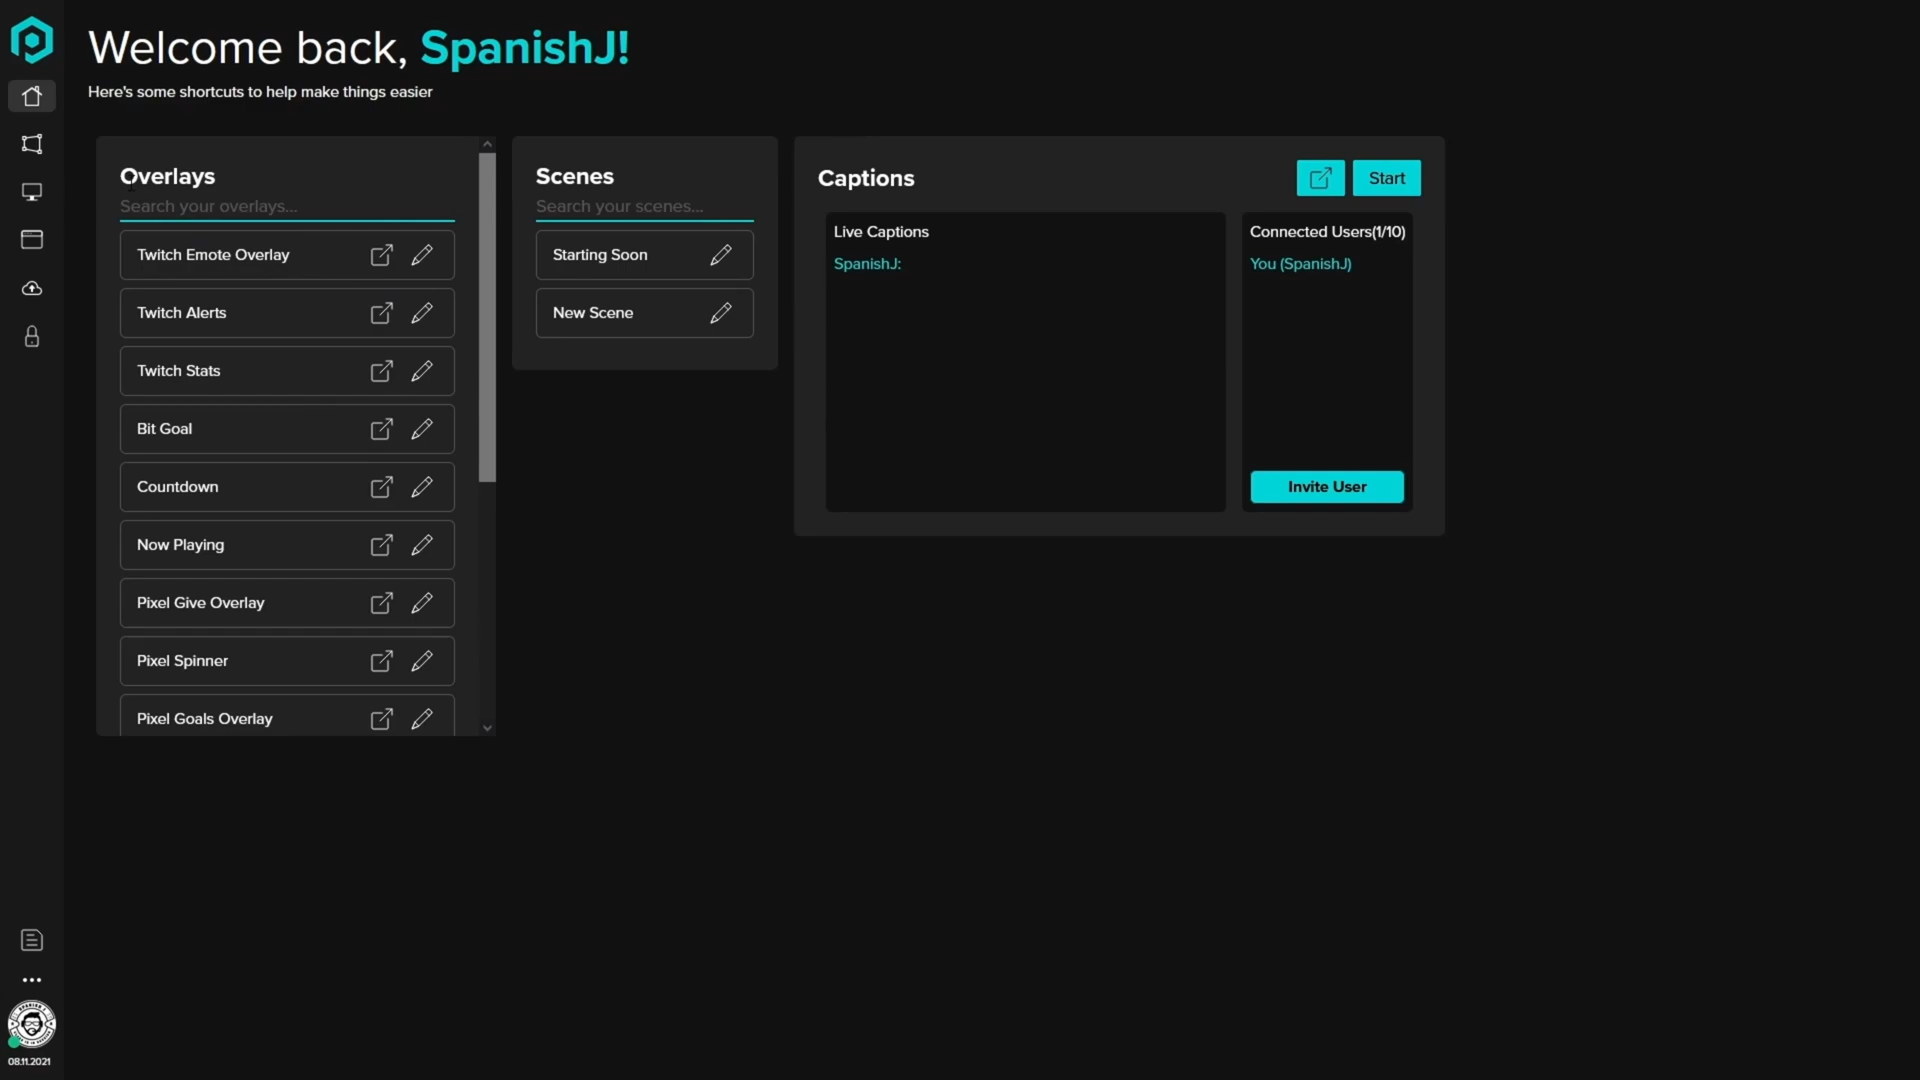 Welcome back, SpanishJ!
Here's some shortcuts to help make things easier
Overlays
Search your overlays...
Twitch Emote Overlay
Twitch Alerts
Twitch Stats
Bit Goal
Countdown
Now Playing
Pixel Give Overlay
Pixel Spinner
Pixel Goals Overlay
Scenes
Search your scenes...
Starting Soon
New Scene
Captions
Start
Live Captions
SpanishJ:
Connected Users(1/10)
You (SpanishJ)
Invite User
08.11.2021